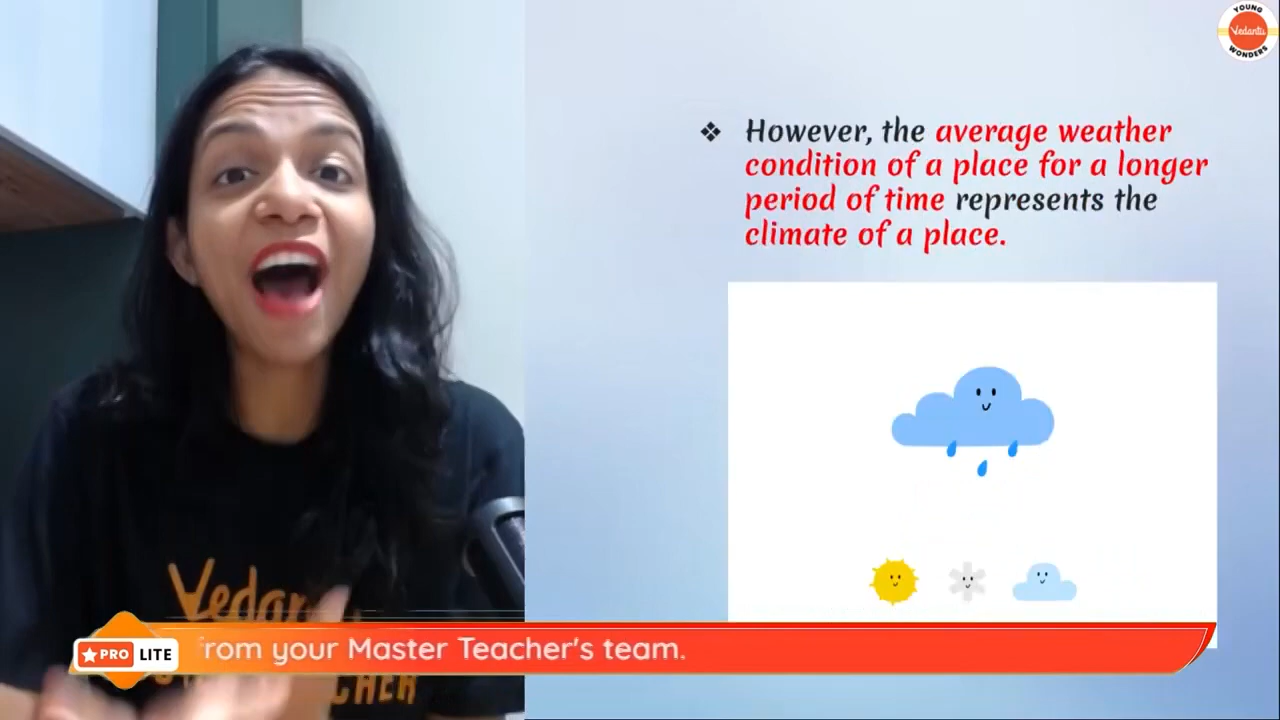 YOUNG
Vedantu
WONDERS
❖ However, the average weather
condition of a place for a longer
period of time represents the
climate of a place.
PRO LITE
from your Master Teacher's team.